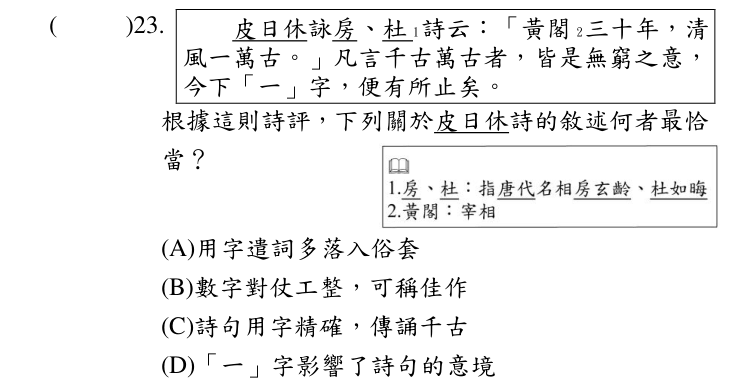 (　　)23.
皮日休詠房、杜1詩云：「黃閣2三十年，清
風一萬古。」凡言千古萬古者，皆是無窮之意，
今下「一」字，便有所止矣。
根據這則詩評，下列關於皮日休詩的敘述何者最恰
當？
1.房、杜：指唐代名相房玄齡、杜如晦
2.黃閣：宰相
(A)用字遣詞多落入俗套
(B)數字對仗工整，可稱佳作
(C)詩句用字精確，傳誦千古
(D)「一」字影響了詩句的意境